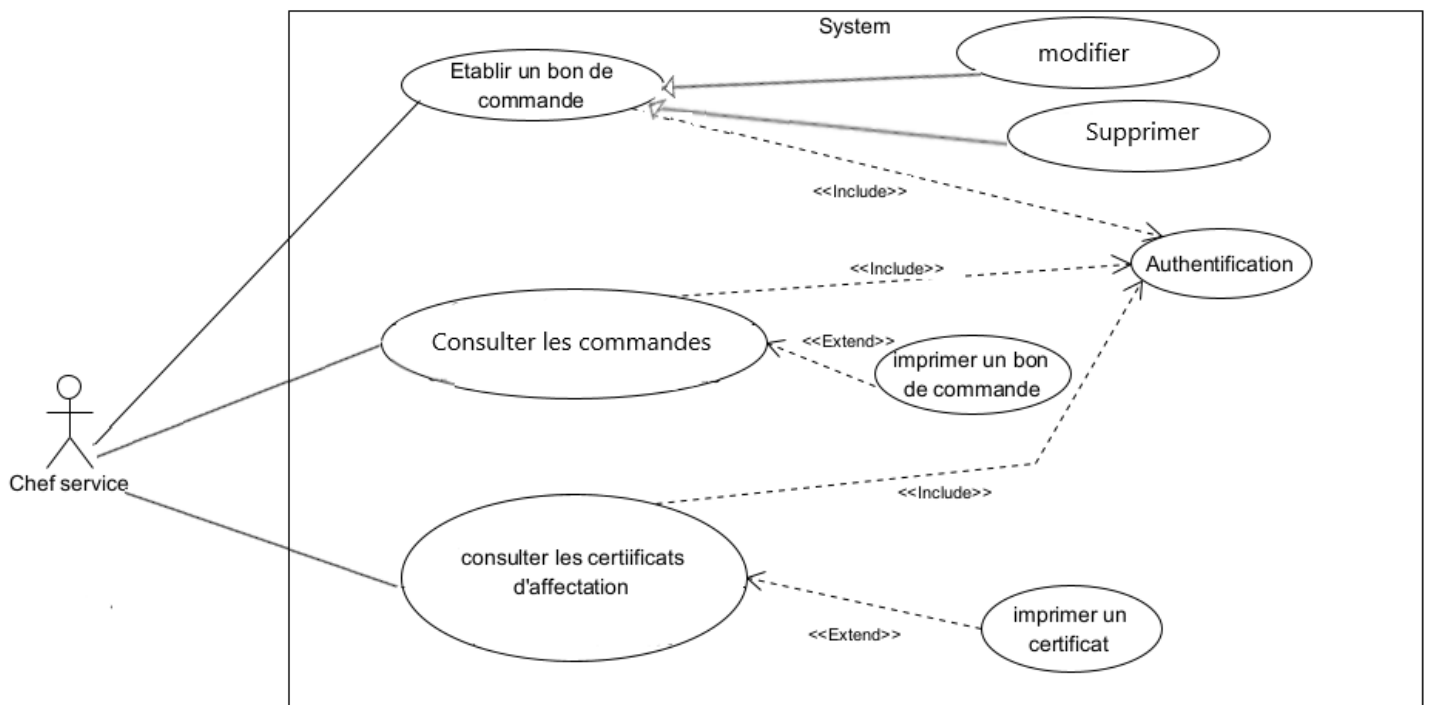 System
modifier
Etablir un bon de
commande
Supprimer
<<Include>>
Authentification
<<Include>>
Consulter les commandes
<<Extend>>
imprimer un bon
de commande
Chef service
<<Include>>
consulter les certiificats
d'affectation
imprimer un
certificat
<<Extend>>